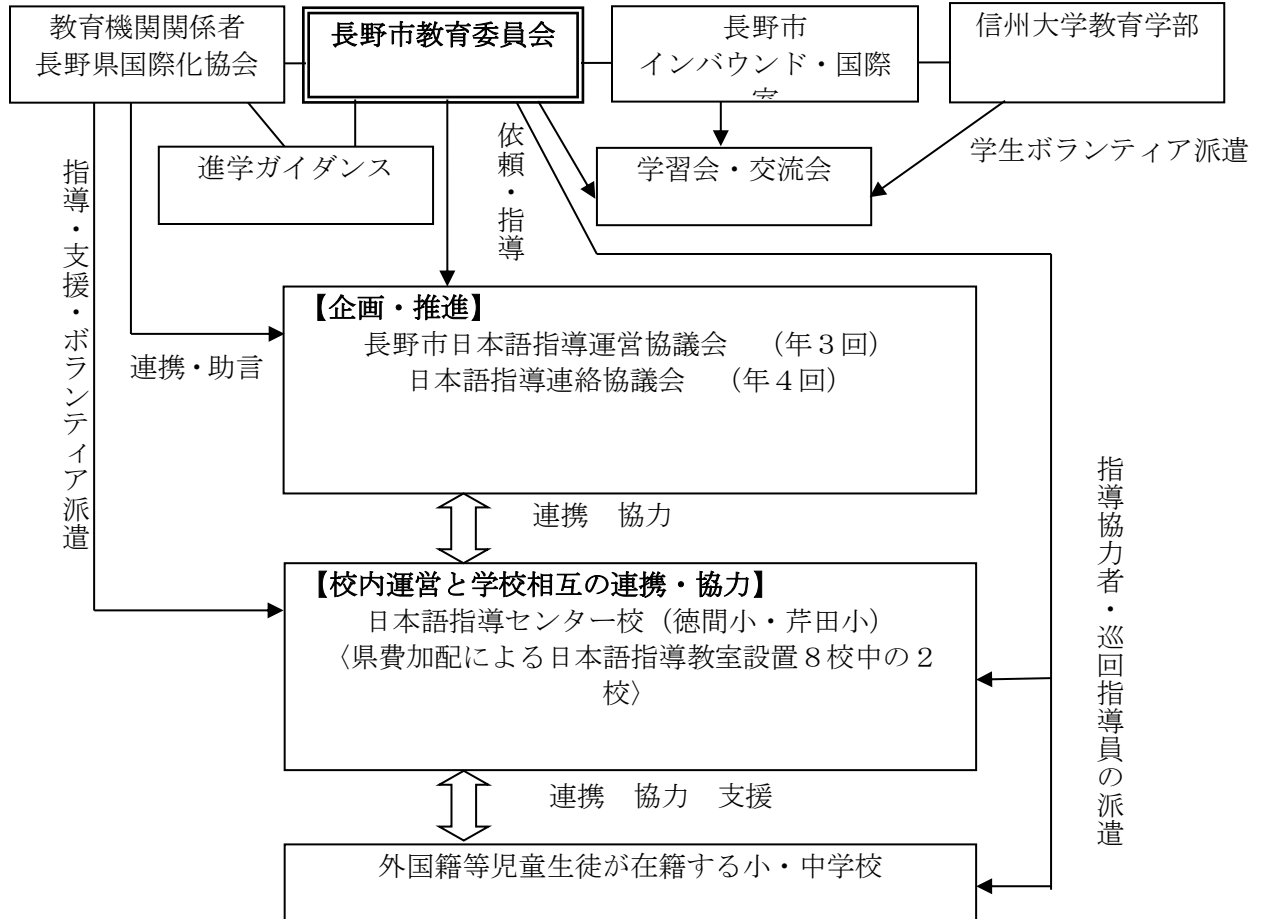 教育機関関係者
長野県国際化協会
長野市教育委員会
長野市
インバウンド・国際
室
信州大学教育学部
進学ガイダンス
依頼・指導
学習会・交流会
学生ボランティア派遣
指導・支援・ボランティア派遣
【企画・推進】
長野市日本語指導運営協議会　（年３回）
日本語指導連絡協議会　（年４回）
連携・助言
連携　協力
指導協力者・巡回指導員の派遣
【校内運営と学校相互の連携・協力】
日本語指導センター校（徳間小・芹田小）
〈県費加配による日本語指導教室設置８校中の２
校〉
連携　協力　支援
外国籍等児童生徒が在籍する小・中学校